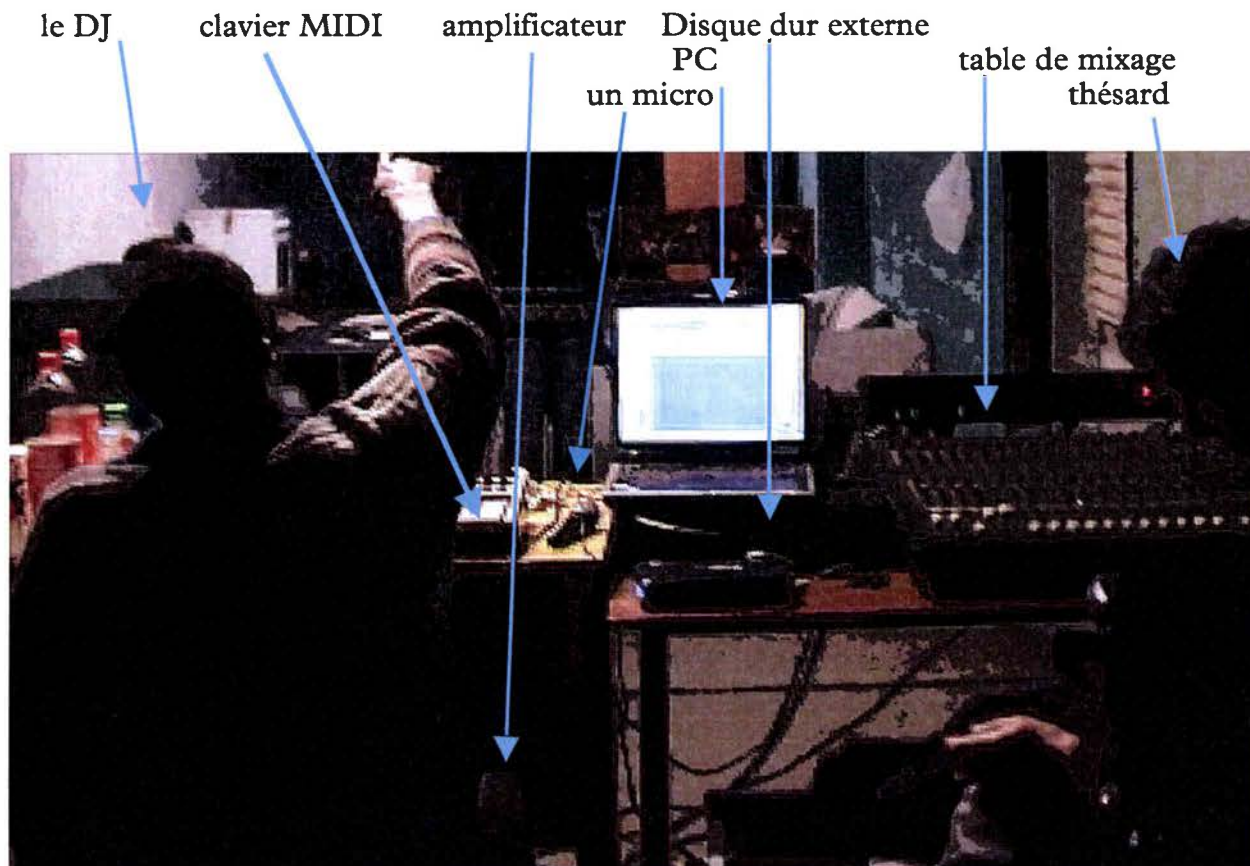 le DJ
clavier MIDI
amplificateur
Disque dur externe
PC
un micro
table de mixage
thésard